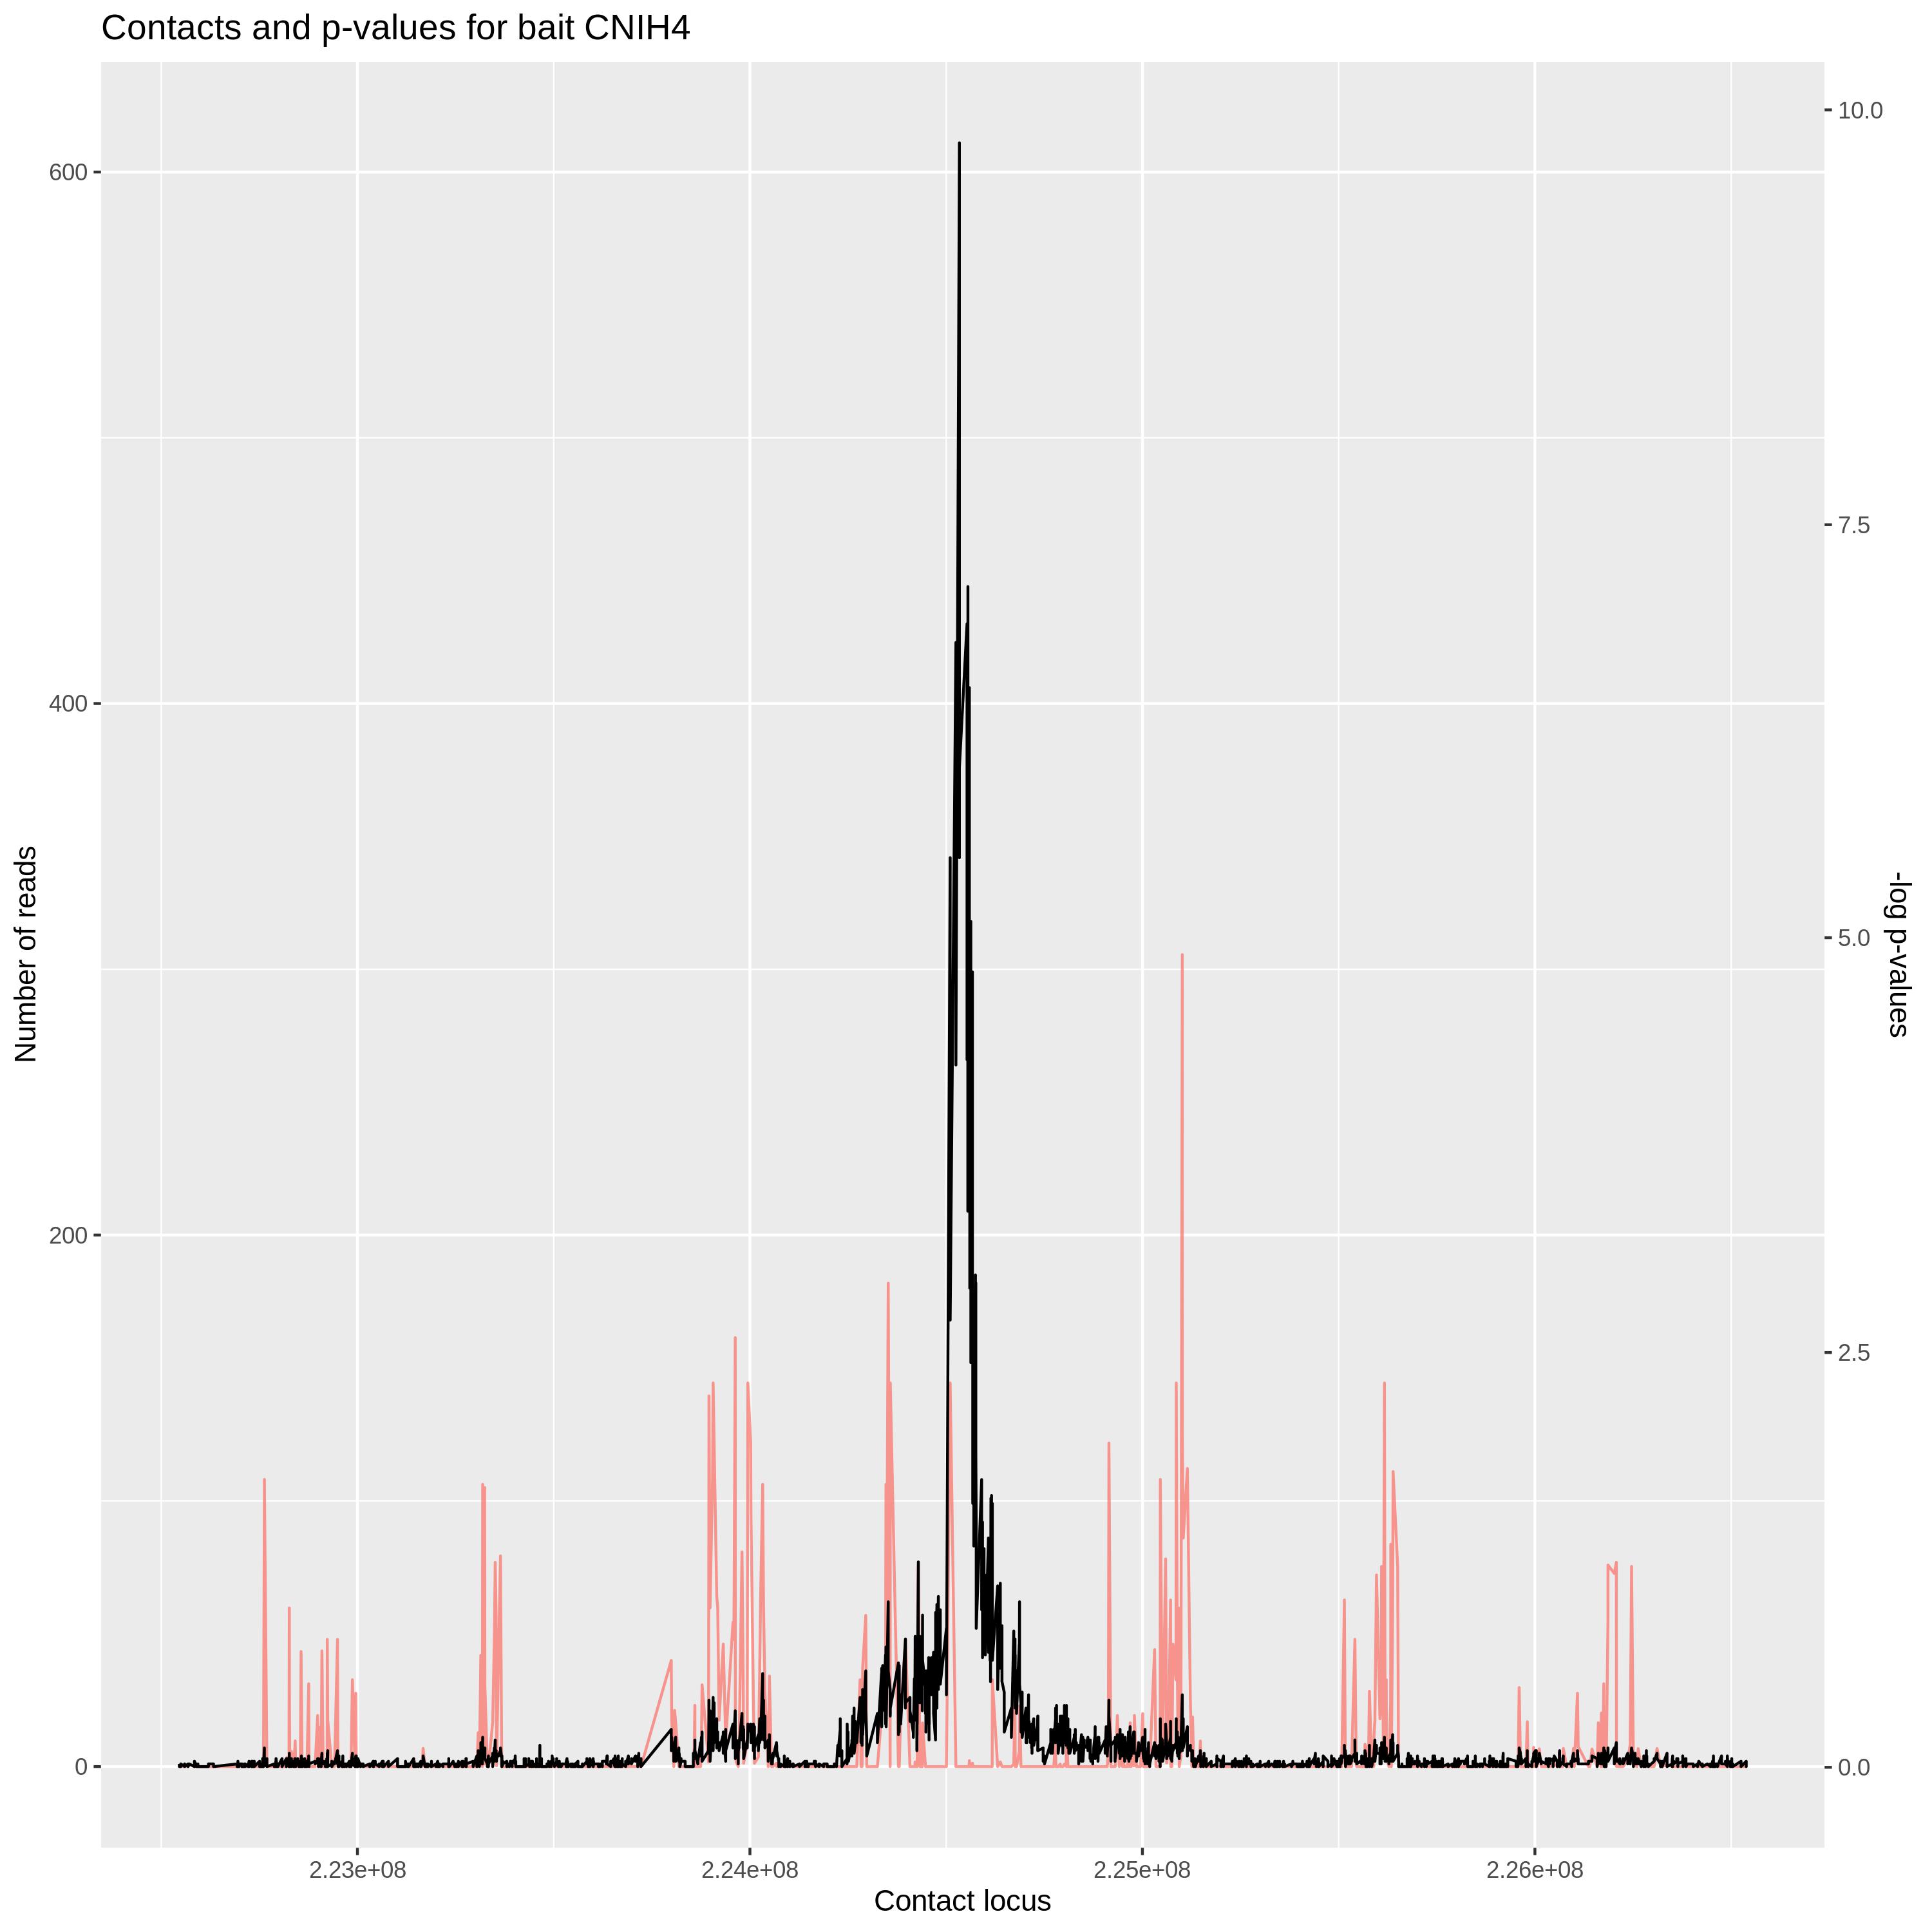 Contacts and p-values for bait CNIH4
600
400
200
0
Number of reads
10.0
7.5
5.0
2.5
0.0
-log p-values
2.23e+08 2.24e+08 2.25e+08 2.26e+08
Contact locus